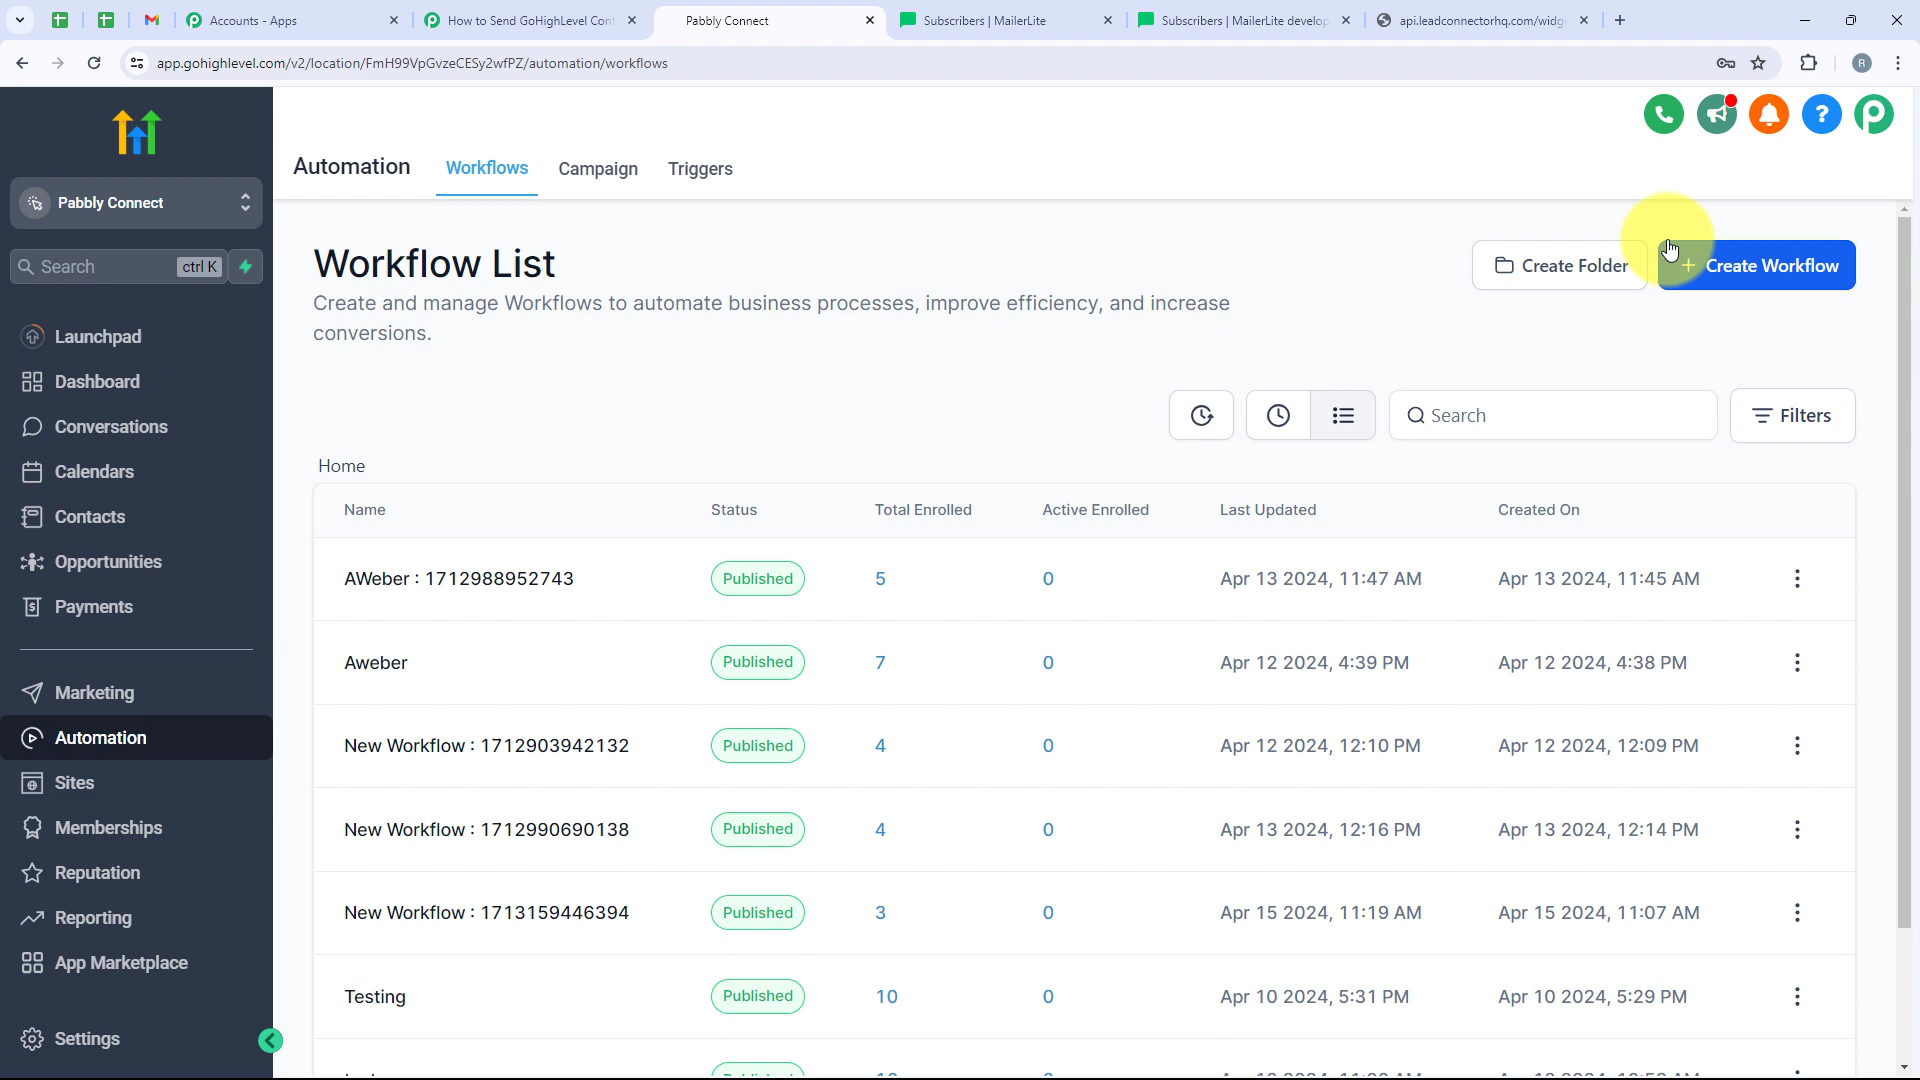 Accounts - Apps
How to Send GoHighLevel Cont
Pabbly Connect
Subscribers | MailerLite
Subscribers | MailerLite develop
api.leadconnectorhq.com/widg
app.gohighlevel.com/v2/location/FmH99VpGvzeCESy2wfPZ/automation/workflows
R
Pabbly Connect
Search
ctrl K
Launchpad
Dashboard
Conversations
Calendars
Contacts
Opportunities
Payments
Marketing
Automation
Sites
Memberships
Reputation
Reporting
App Marketplace
Settings
Automation
Workflows
Campaign
Triggers
Workflow List
Create and manage Workflows to automate business processes, improve efficiency, and increase
conversions.
Create Folder
+ Create Workflow
Search
Filters
Home
Name Status Total Enrolled Active Enrolled Last Updated Created On
AWeber : 1712988952743 Published 5 0 Apr 13 2024, 11:47 AM Apr 13 2024, 11:45 AM
Aweber Published 7 0 Apr 12 2024, 4:39 PM Apr 12 2024, 4:38 PM
New Workflow : 1712903942132 Published 4 0 Apr 12 2024, 12:10 PM Apr 12 2024, 12:09 PM
New Workflow : 1712990690138 Published 4 0 Apr 13 2024, 12:16 PM Apr 13 2024, 12:14 PM
New Workflow : 1713159446394 Published 3 0 Apr 15 2024, 11:19 AM Apr 15 2024, 11:07 AM
Testing Published 10 0 Apr 10 2024, 5:31 PM Apr 10 2024, 5:29 PM